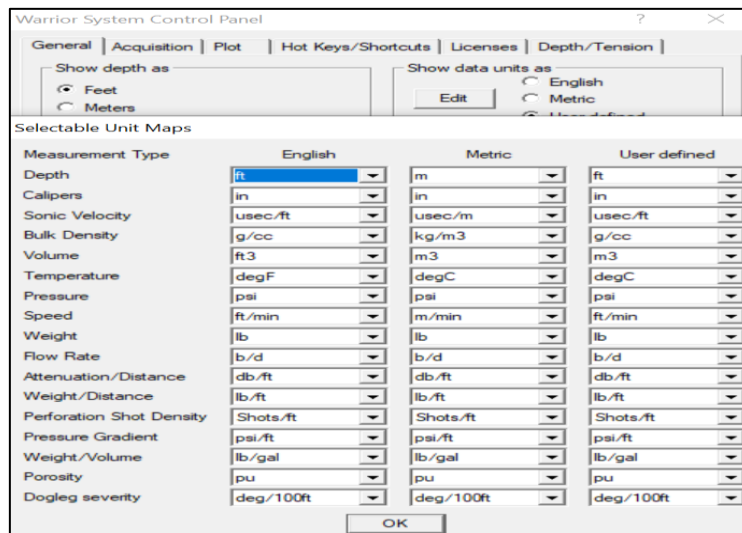 Warrior System Control Panel ? ×
General Acquisition Plot Hot Keys/Shortcuts Licenses Depth/Tension
Show depth as Show data units as
Feet Edit English
Meters Metric
User defined
Selectable Unit Maps
Measurement Type English Metric User defined
Depth ft m ft
Calipers in in in
Sonic Velocity usec/ft usec/m usec/ft
Bulk Density g/cc kg/m3 g/cc
Volume ft3 m3 m3
Temperature degF degC degC
Pressure psi psi psi
Speed ft/min m/min ft/min
Weight lb lb lb
Flow Rate b/d b/d b/d
Attenuation/Distance db/ft db/ft db/ft
Weight/Distance lb/ft lb/ft lb/ft
Perforation Shot Density Shots/ft Shots/ft Shots/ft
Pressure Gradient psi/ft psi/ft psi/ft
Weight/Volume lb/gal lb/gal lb/gal
Porosity pu pu pu
Dogleg severity deg/100ft deg/100ft deg/100ft
OK